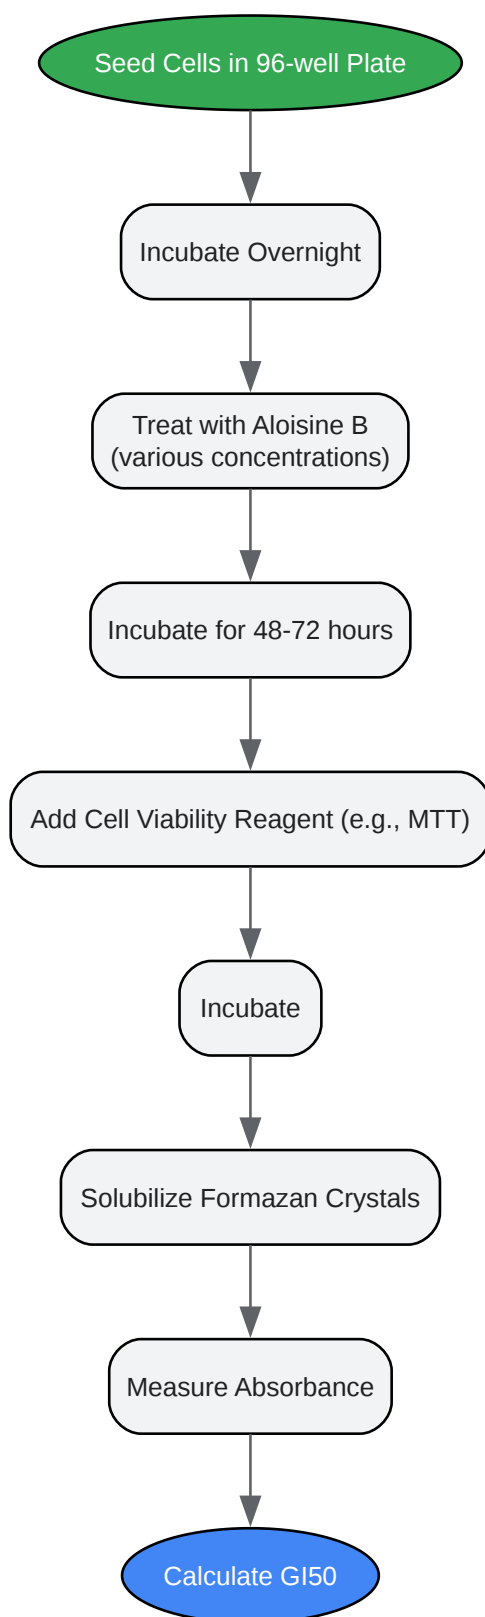 Seed Cells in 96-well Plate
Incubate Overnight
Treat with Aloisine B
(various concentrations)
Incubate for 48-72 hours
Add Cell Viability Reagent (e.g., MTT)
Incubate
Solubilize Formazan Crystals
Measure Absorbance
Calculate GI50